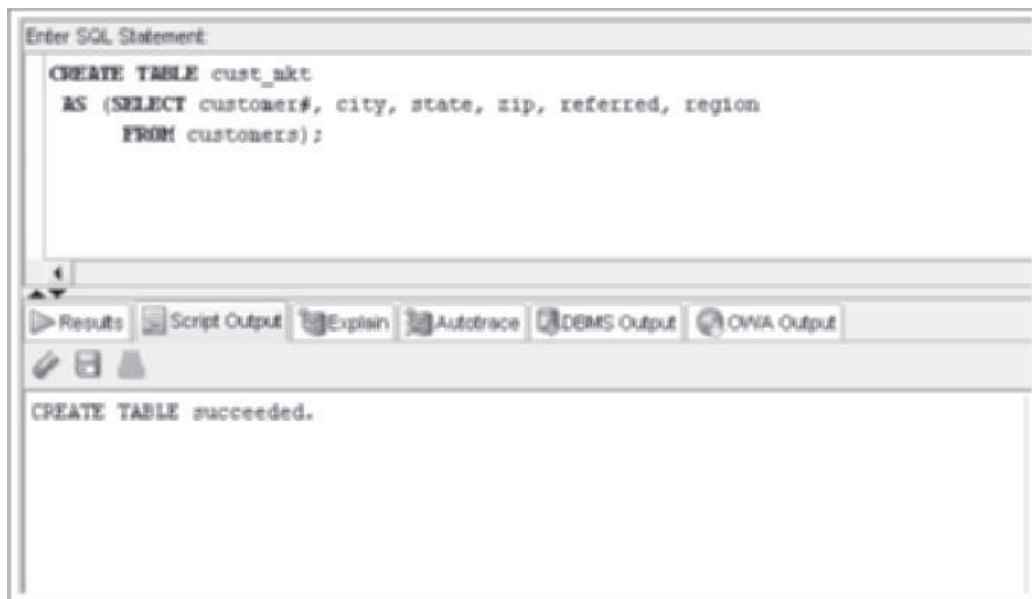 Enter SQL Statement:
CREATE TABLE cust_mkt
AS (SELECT customer#, city, state, zip, referred, region
FROM customers);
Results Script Output Explain Autotrace DBMS Output OWA Output
CREATE TABLE succeeded.